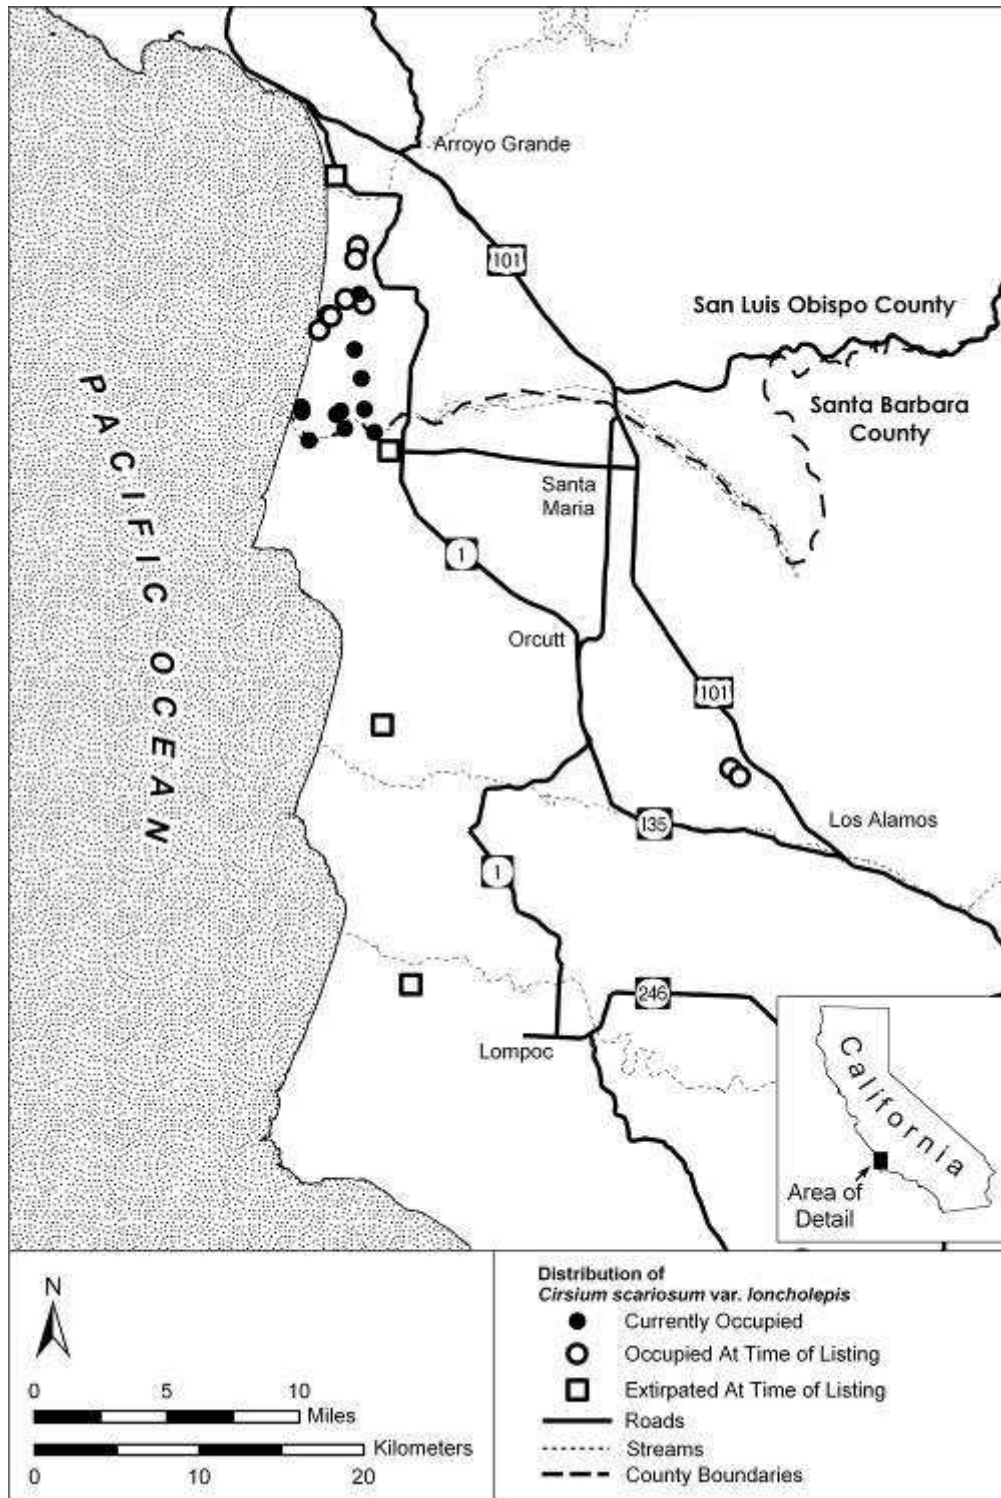 Arroyo Grande
101
San Luis Obispo County
Santa Barbara
County
PACIFIC OCEAN
Santa
Maria
1
Orcutt
101
Los Alamos
135
1
246
Lompoc
California
Area of
Detail
N
0 5 10
Miles
Kilometers
0 10 20
Distribution of
Cirsium scariosum var. loncholepis
Currently Occupied
Occupied At Time of Listing
Extirpated At Time of Listing
Roads
Streams
County Boundaries